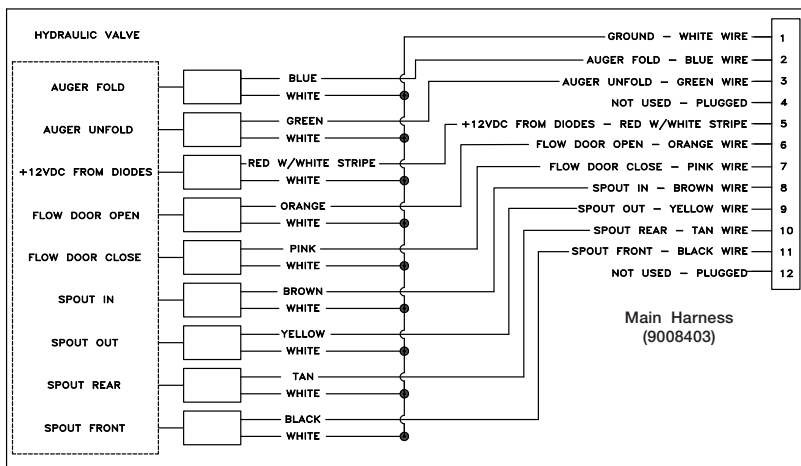 HYDRAULIC VALVE
AUGER FOLD
BLUE
WHITE
AUGER UNFOLD
GREEN
WHITE
+12VDC FROM DIODES
RED W/WHITE STRIPE
WHITE
FLOW DOOR OPEN
ORANGE
WHITE
FLOW DOOR CLOSE
PINK
WHITE
SPOUT IN
BROWN
WHITE
SPOUT OUT
YELLOW
WHITE
SPOUT REAR
TAN
WHITE
SPOUT FRONT
BLACK
WHITE
GROUND – WHITE WIRE 1
AUGER FOLD – BLUE WIRE 2
AUGER UNFOLD – GREEN WIRE 3
NOT USED – PLUGGED 4
+12VDC FROM DIODES – RED W/WHITE STRIPE 5
FLOW DOOR OPEN – ORANGE WIRE 6
FLOW DOOR CLOSE – PINK WIRE 7
SPOUT IN – BROWN WIRE 8
SPOUT OUT – YELLOW WIRE 9
SPOUT REAR – TAN WIRE 10
SPOUT FRONT – BLACK WIRE 11
NOT USED – PLUGGED 12
Main Harness
(9008403)